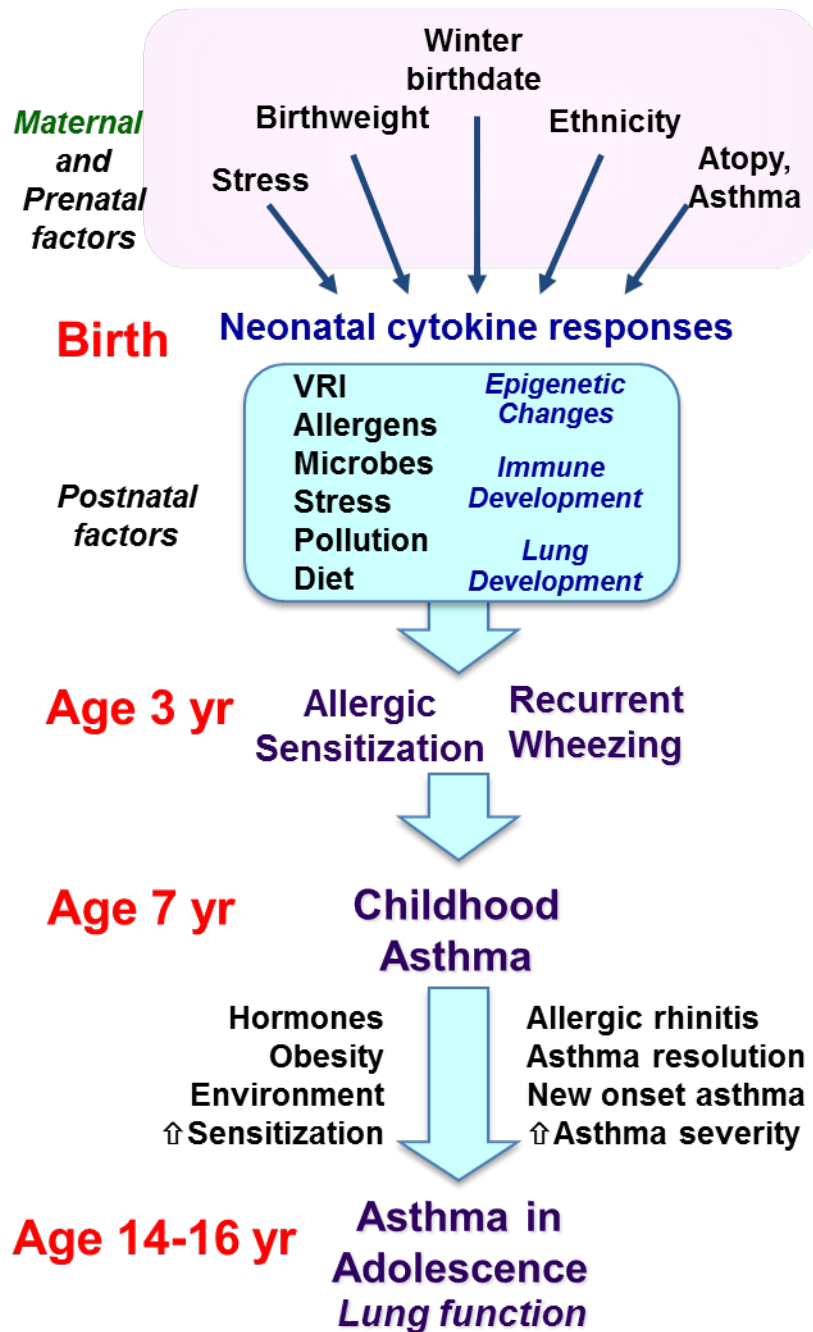 Winter
birthdate
Birthweight
Ethnicity
Stress
Atopy,
Asthma
Maternal
and
Prenatal
factors
Birth
Neonatal cytokine responses
Postnatal
factors
VRI
Allergens
Microbes
Stress
Pollution
Diet
Epigenetic
Changes
Immune
Development
Lung
Development
Age 3 yr
Allergic
Sensitization
Recurrent
Wheezing
Age 7 yr
Childhood
Asthma
Hormones
Obesity
Environment
⇧Sensitization
Allergic rhinitis
Asthma resolution
New onset asthma
⇧Asthma severity
Age 14-16 yr
Asthma in
Adolescence
Lung function